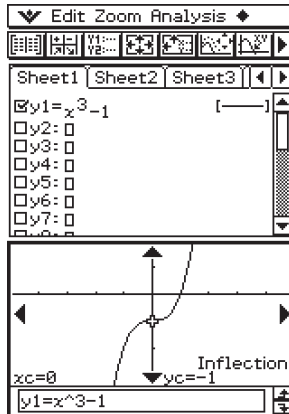 Edit Zoom Analysis
Sheet1 Sheet2 Sheet3
y1=x^3-1 [—]
y2:
y3:
y4:
y5:
y6:
y7:
Inflection
xc=0 yc=-1
y1=x^3-1